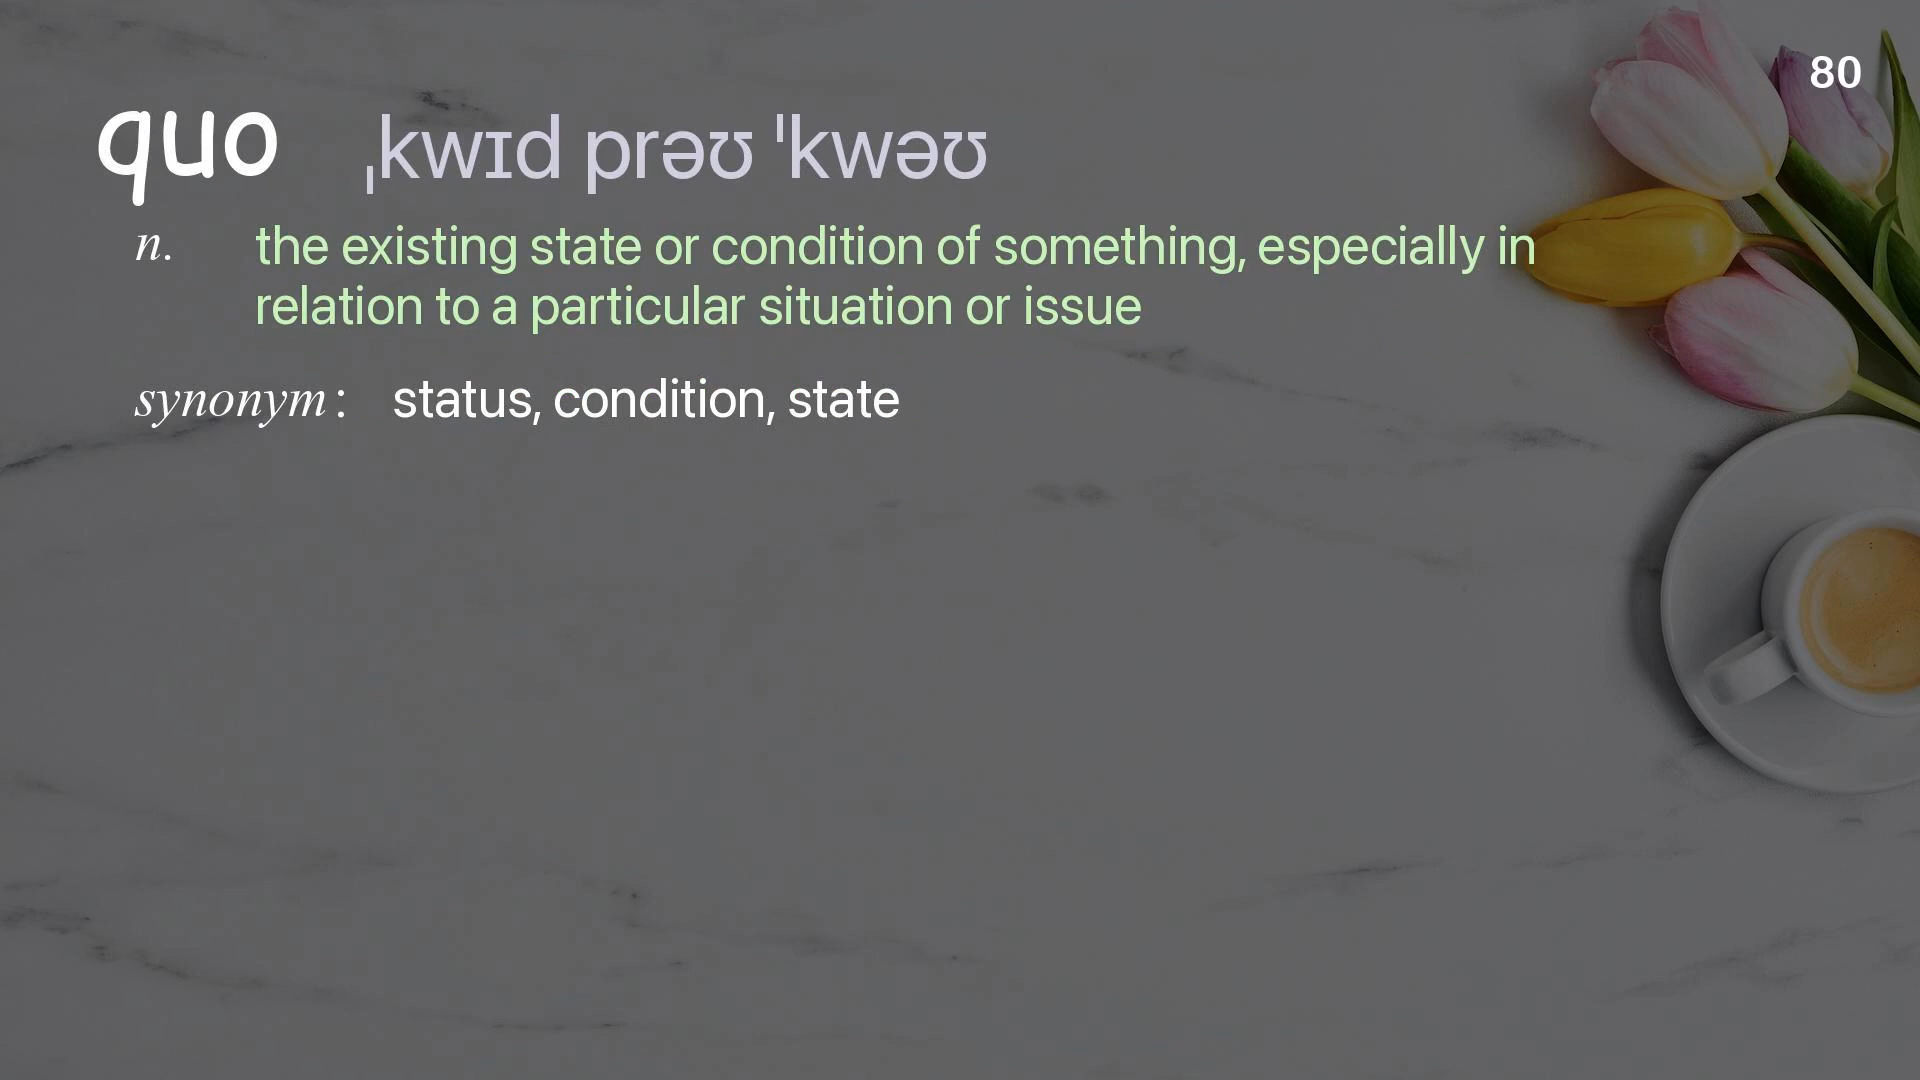 80
quo ˌkwɪd prəʊ ˈkwəʊ
n. the existing state or condition of something, especially in
relation to a particular situation or issue
synonym : status, condition, state